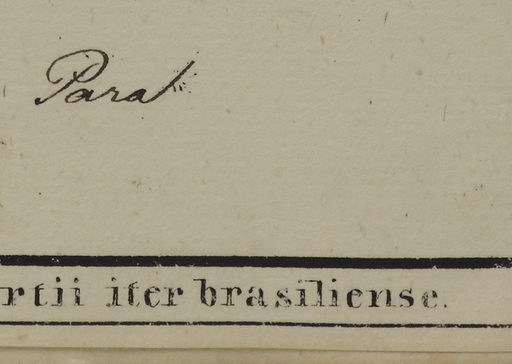 Para
rtii iter brasiliense.